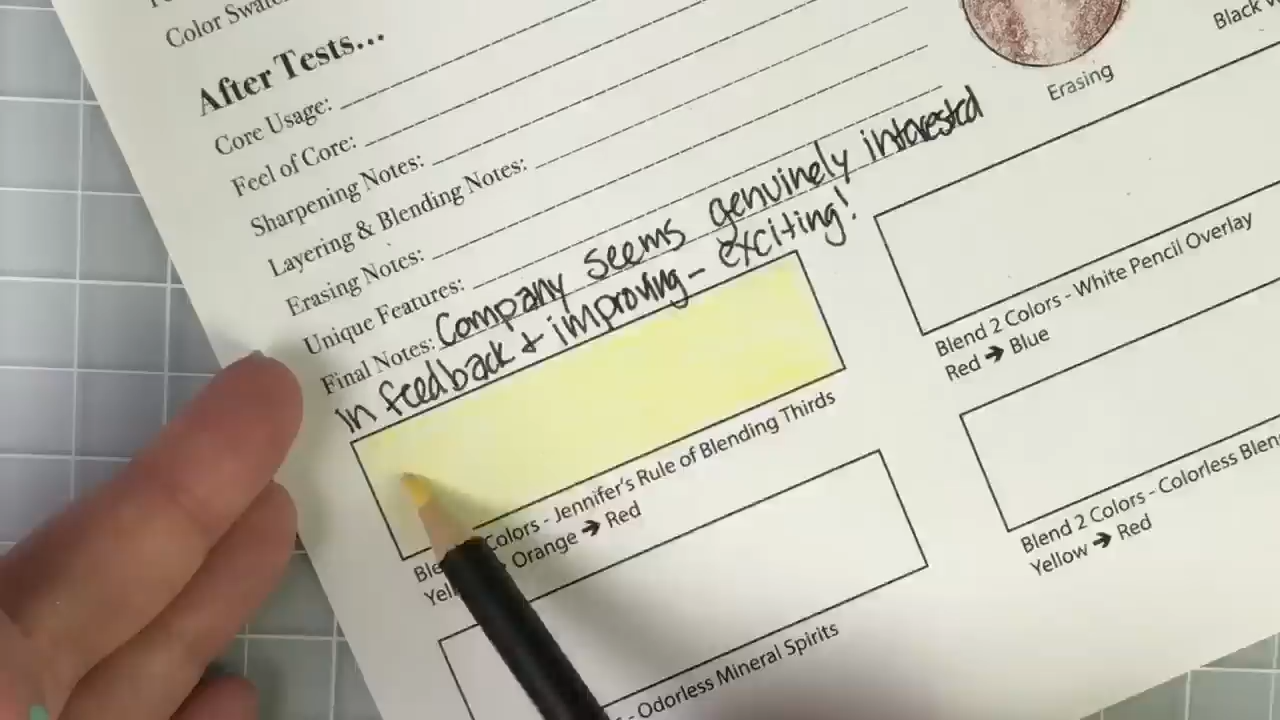 Color Swatc
After Tests...
Core Usage:
Feel of Core:
Sharpening Notes:
Layering & Blending Notes:
Erasing Notes:
Unique Features:
Final Notes: Company seems genuinely interested
in feedback & improving - exciting!
Erasing
Black
Blend 2 Colors - White Pencil Overlay
Red ➔ Blue
Colors - Jennifer's Rule of Blending Thirds
Orange ➔ Red
Blend 2 Colors - Colorless Blen
Yellow ➔ Red
- Odorless Mineral Spirits